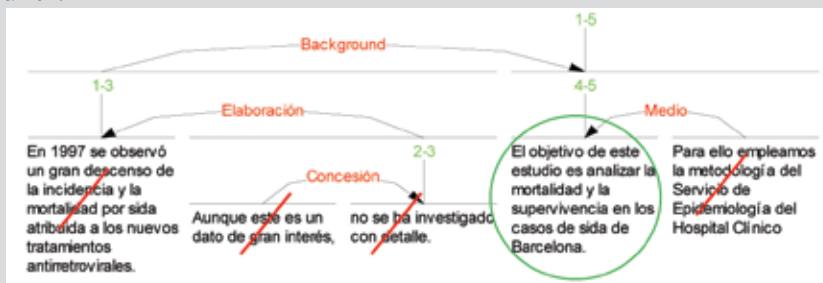 1-5
Background
1-3
4-5
Elaboración
Medio
En 1997 se observó
un gran descenso de
la incidencia y la
mortalidad por sida
atribuida a los nuevos
tratamientos
antirretrovirales.
2-3
Concesión
Aunque este es un
dato de gran interés,
no se ha investigado
con detalle.
El objetivo de este
estudio es analizar la
mortalidad y la
supervivencia en los
casos de sida de
Barcelona.
Para ello empleamos
la metodología del
Servicio de
Epidemiología del
Hospital Clínico